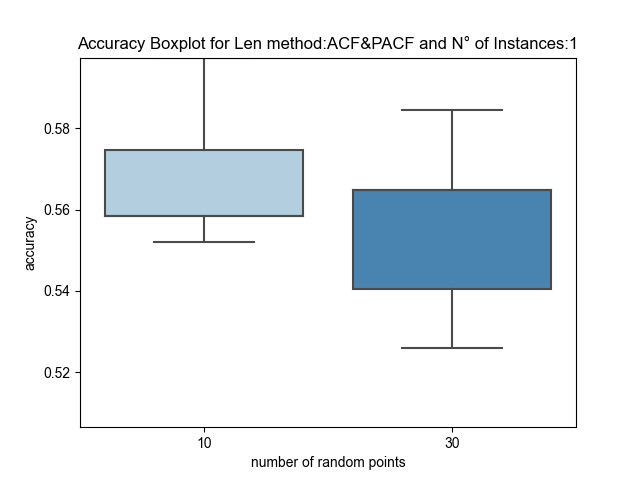 Accuracy Boxplot for Len method:ACF&PACF and N° of Instances:1
0.58
0.56
0.54
0.52
accuracy
10 30
number of random points